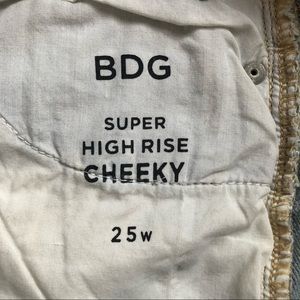 BDG
SUPER
HIGH RISE
CHEEKY
25W